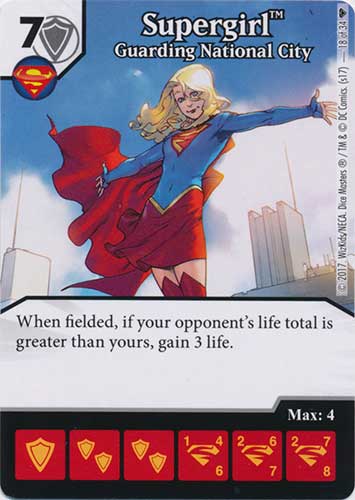 7
Supergirl™
Guarding National City
18 of 34
© 2017. WizKids/NECA. Dice Masters ® / TM & © DC Comics. (s17)
When fielded, if your opponent's life total is
greater than yours, gain 3 life.
Max: 4
1 4
6
2 6
7
2 7
8